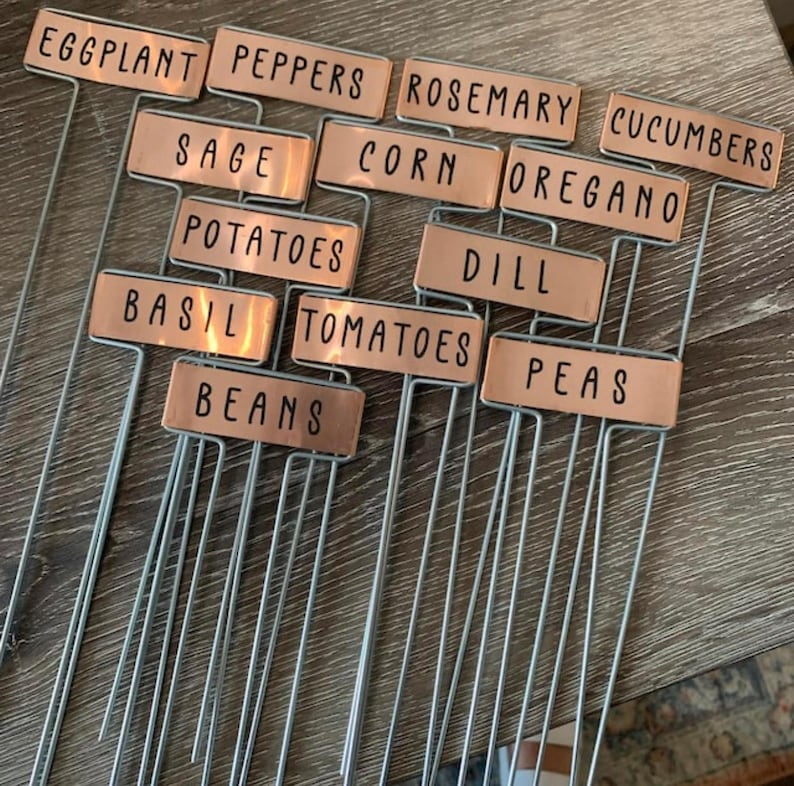 EGGPLANT
PEPPERS
ROSEMARY
CUCUMBERS
SAGE
CORN
OREGANO
POTATOES
DILL
BASIL
TOMATOES
PEAS
BEANS